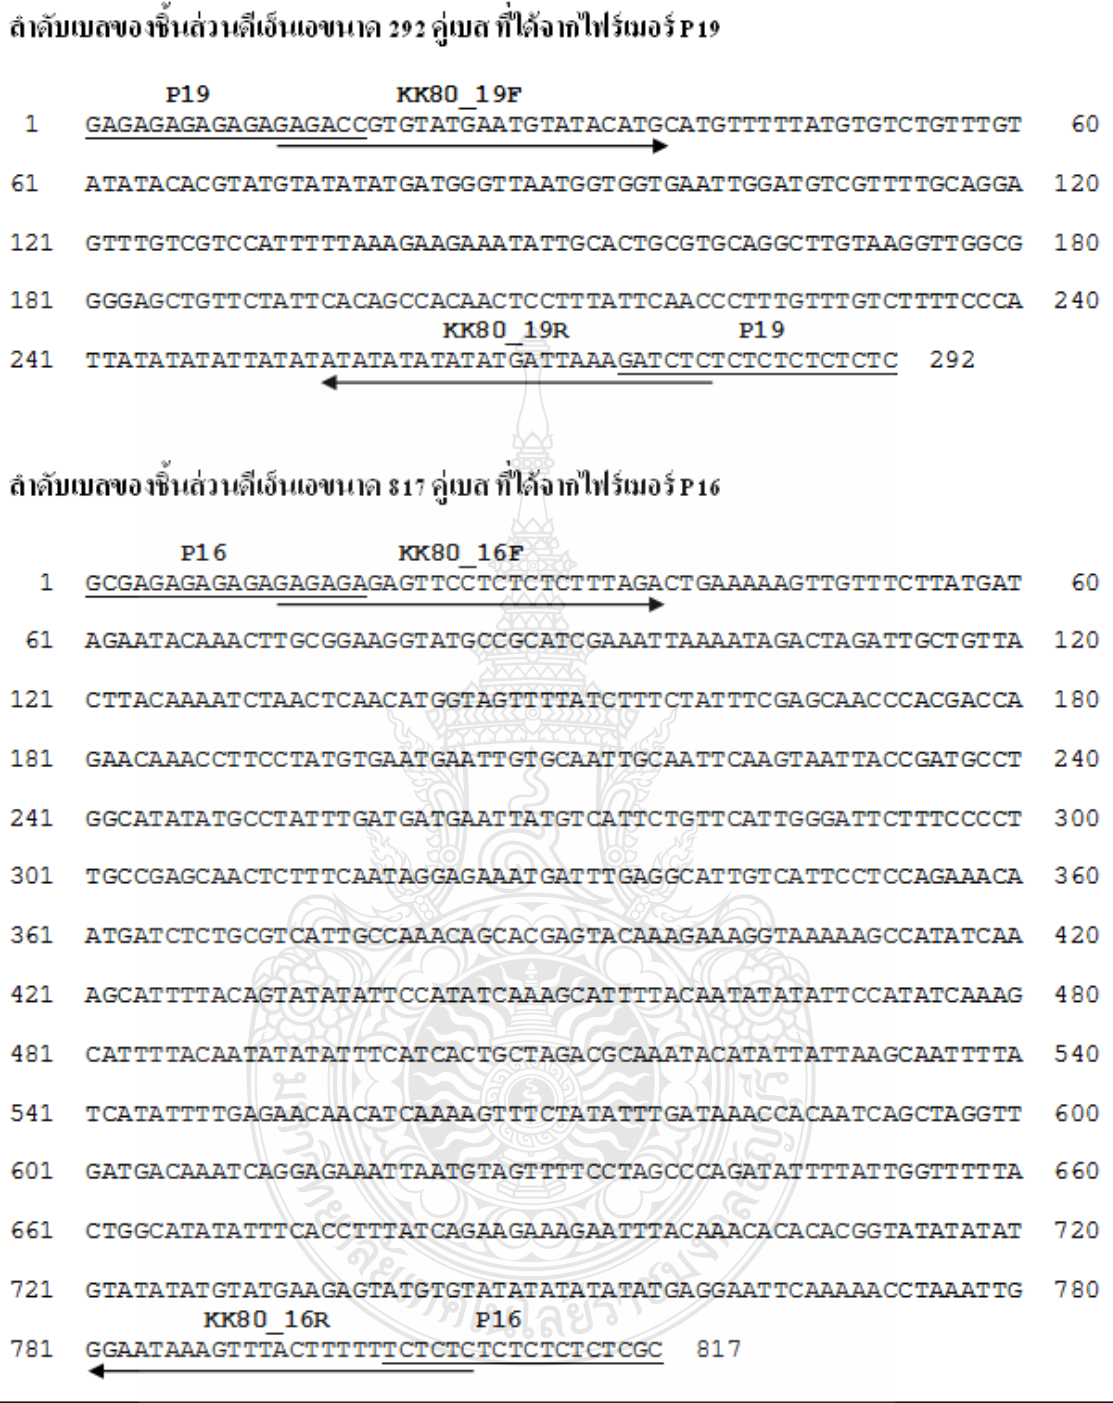 ลำดับเบสของชิ้นส่วนดีเอ็นเอขนาด 292 คู่เบส ที่ได้จากไพร์เมอร์ P19
P19 KK80_19F
1 GAGAGAGAGAGAGAGACCGTGTATGAATGTATACATGCATGTTTTTATGTGTCTGTTTGT 60
61 ATATACACGTATGTATATATGATGGGTTAATGGTGGTGAATTGGATGTCGTTTTGCAGGA 120
121 GTTTGTCGTCCATTTTTAAAGAAGAAATATTGCACTGCGTGCAGGCTTGTAAGGTTGGCG 180
181 GGGAGCTGTTCTATTCACAGCCACAACTCCTTTATTCAACCCTTTGTTTGTCTTTTCCCA 240
KK80_19R P19
241 TTATATATATTATATATATATATATATGATTAAAGATCTCTCTCTCTCTCTC 292
ลำดับเบสของชิ้นส่วนดีเอ็นเอขนาด 817 คู่เบส ที่ได้จากไพร์เมอร์ P16
P16 KK80_16F
1 GCGAGAGAGAGAGAGAGAGAGTTCCTCTCTCTTTAGACTGAAAAAGTTGTTTCTTATGAT 60
61 AGAATACAAACTTGCGGAAGGTATGCCGCATCGAAATTAAAATAGACTAGATTGCTGTTA 120
121 CTTACAAAATCTAACTCAACATGGTAGTTTTATCTTTCTATTTCGAGCAACCCACGACCA 180
181 GAACAAACCTTCCTATGTGAATGAATTGTGCAATTGCAATTCAAGTAATTACCGATGCCT 240
241 GGCATATATGCCTATTTGATGATGAATTATGTCATTCTGTTCATTGGGATTCTTTCCCCT 300
301 TGCCGAGCAACTCTTTCAATAGGAGAAATGATTTGAGGCATTGTCATTCCTCCAGAAACA 360
361 ATGATCTCTGCGTCATTGCCAAACAGCACGAGTACAAAGAAAGGTAAAAAGCCATATCAA 420
421 AGCATTTTACAGTATATATTCCATATCAAAGCATTTTACAATATATATTCCATATCAAAG 480
481 CATTTTACAATATATATTTCATCACTGCTAGACGCAAATACATATTATTAAGCAATTTTA 540
541 TCATATTTTGAGAACAACATCAAAAGTTTCTATATTTGATAAACCACAATCAGCTAGGTT 600
601 GATGACAAATCAGGAGAAATTAATGTAGTTTTCCTAGCCCAGATATTTTATTGGTTTTTA 660
661 CTGGCATATATTTCACCTTTATCAGAAGAAAGAATTTACAAACACACACGGTATATATAT 720
721 GTATATATGTATGAAGAGTATGTGTATATATATATATGAGGAATTCAAAAACCTAAATTG 780
KK80_16R P16
781 GGAATAAAGTTTACTTTTTTCTCTCTCTCTCTCTCGC 817